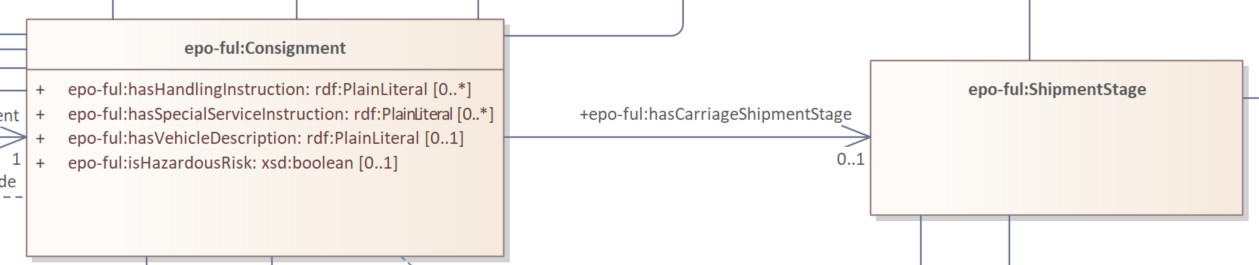 epo-ful:Consignment
+ epo-ful:hasHandlingInstruction: rdf:PlainLiteral [0..*]
+ epo-ful:hasSpecialServiceInstruction: rdf:PlainLiteral [0..*]
+ epo-ful:hasVehicleDescription: rdf:PlainLiteral [0..1]
+ epo-ful:isHazardousRisk: xsd:boolean [0..1]
ent
1
de
+epo-ful:hasCarriageShipmentStage
0..1
epo-ful:ShipmentStage